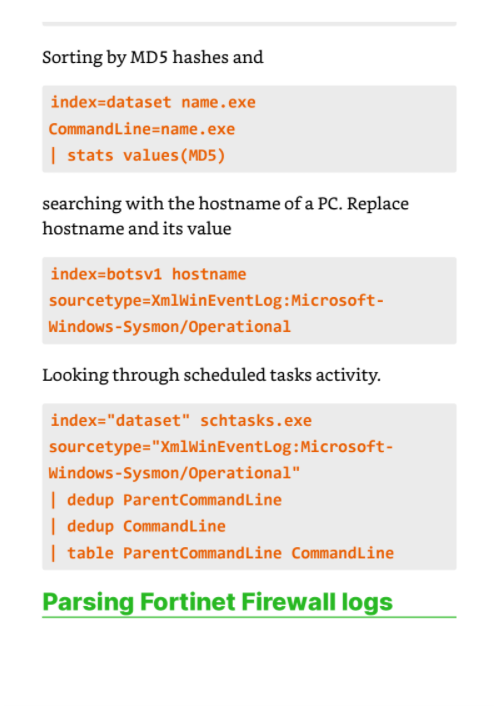 Sorting by MD5 hashes and
index=dataset name.exe
CommandLine=name.exe
| stats values(MD5)
searching with the hostname of a PC. Replace
hostname and its value
index=botsv1 hostname
sourcetype=XmlWinEventLog:Microsoft-
Windows-Sysmon/Operational
Looking through scheduled tasks activity.
index="dataset" schtasks.exe
sourcetype="XmlWinEventLog:Microsoft-
Windows-Sysmon/Operational"
| dedup ParentCommandLine
| dedup CommandLine
| table ParentCommandLine CommandLine
Parsing Fortinet Firewall logs